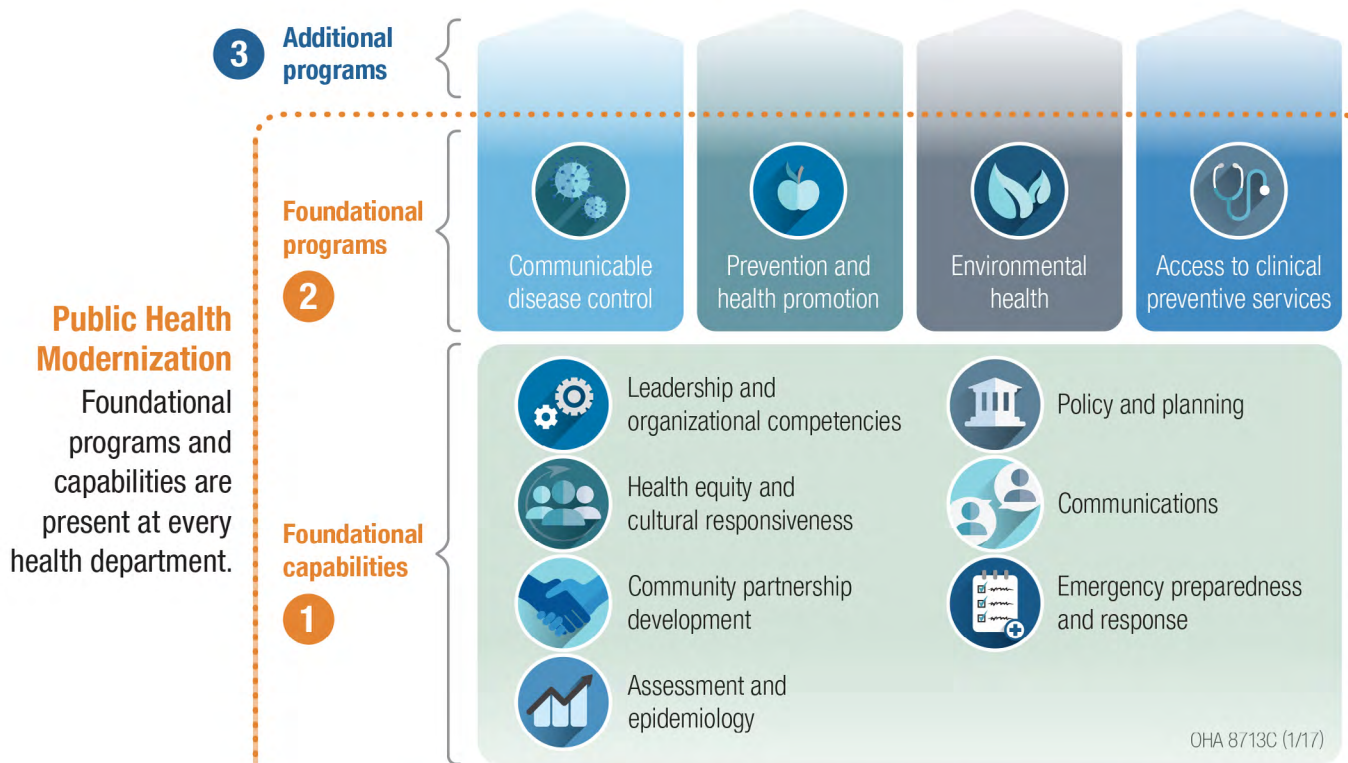 3
Additional
programs
Foundational
programs
2
Communicable
disease control
Prevention and
health promotion
Environmental
health
Access to clinical
preventive services
Public Health
Modernization
Foundational
programs and
capabilities are
present at every
health department.
Foundational
capabilities
1
Leadership and
organizational competencies
Health equity and
cultural responsiveness
Community partnership
development
Assessment and
epidemiology
Policy and planning
Communications
Emergency preparedness
and response
OHA 8713C (1/17)